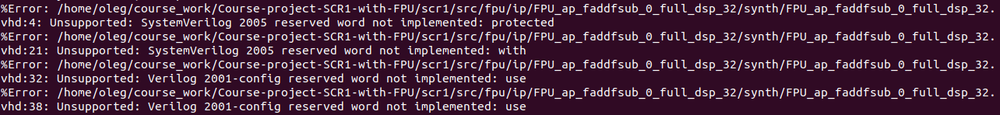 %Error: /home/oleg/course_work/Course-project-SCR1-with-FPU/scr1/src/fpu/ip/FPU_ap_faddfsub_0_full_dsp_32/synth/FPU_ap_faddfsub_0_full_dsp_32.
vhd:4: Unsupported: SystemVerilog 2005 reserved word not implemented: protected
%Error: /home/oleg/course_work/Course-project-SCR1-with-FPU/scr1/src/fpu/ip/FPU_ap_faddfsub_0_full_dsp_32/synth/FPU_ap_faddfsub_0_full_dsp_32.
vhd:21: Unsupported: SystemVerilog 2005 reserved word not implemented: with
%Error: /home/oleg/course_work/Course-project-SCR1-with-FPU/scr1/src/fpu/ip/FPU_ap_faddfsub_0_full_dsp_32/synth/FPU_ap_faddfsub_0_full_dsp_32.
vhd:32: Unsupported: Verilog 2001-config reserved word not implemented: use
%Error: /home/oleg/course_work/Course-project-SCR1-with-FPU/scr1/src/fpu/ip/FPU_ap_faddfsub_0_full_dsp_32/synth/FPU_ap_faddfsub_0_full_dsp_32.
vhd:38: Unsupported: Verilog 2001-config reserved word not implemented: use